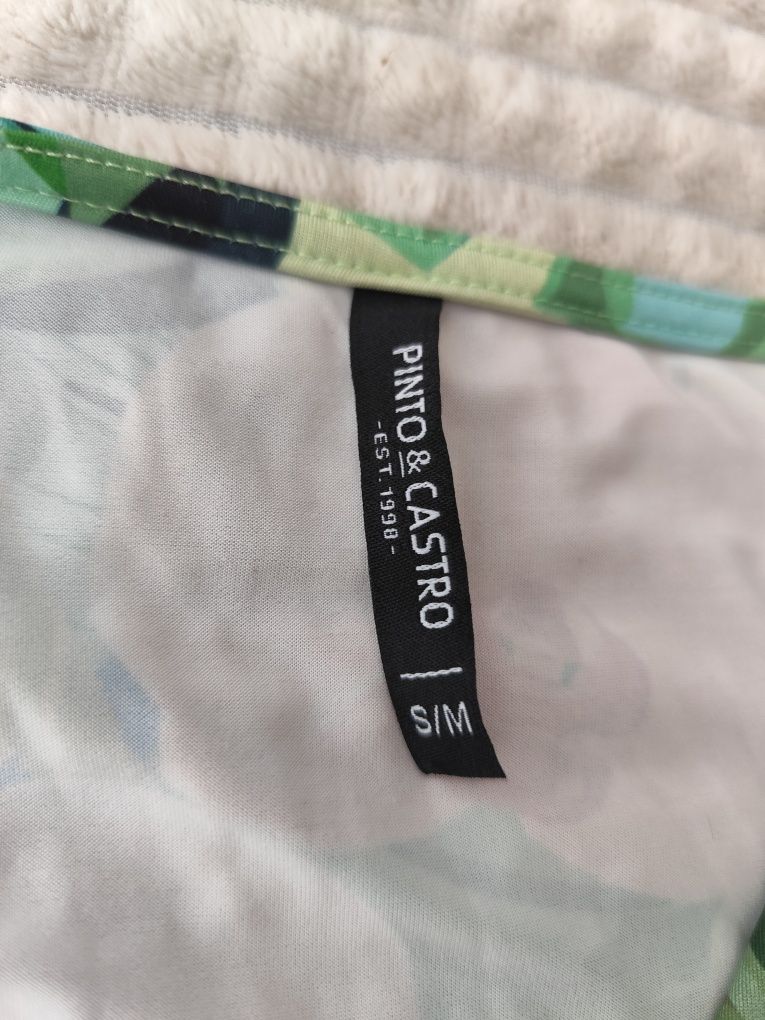 PINTO & CASTRO
-EST.1998-
S/M